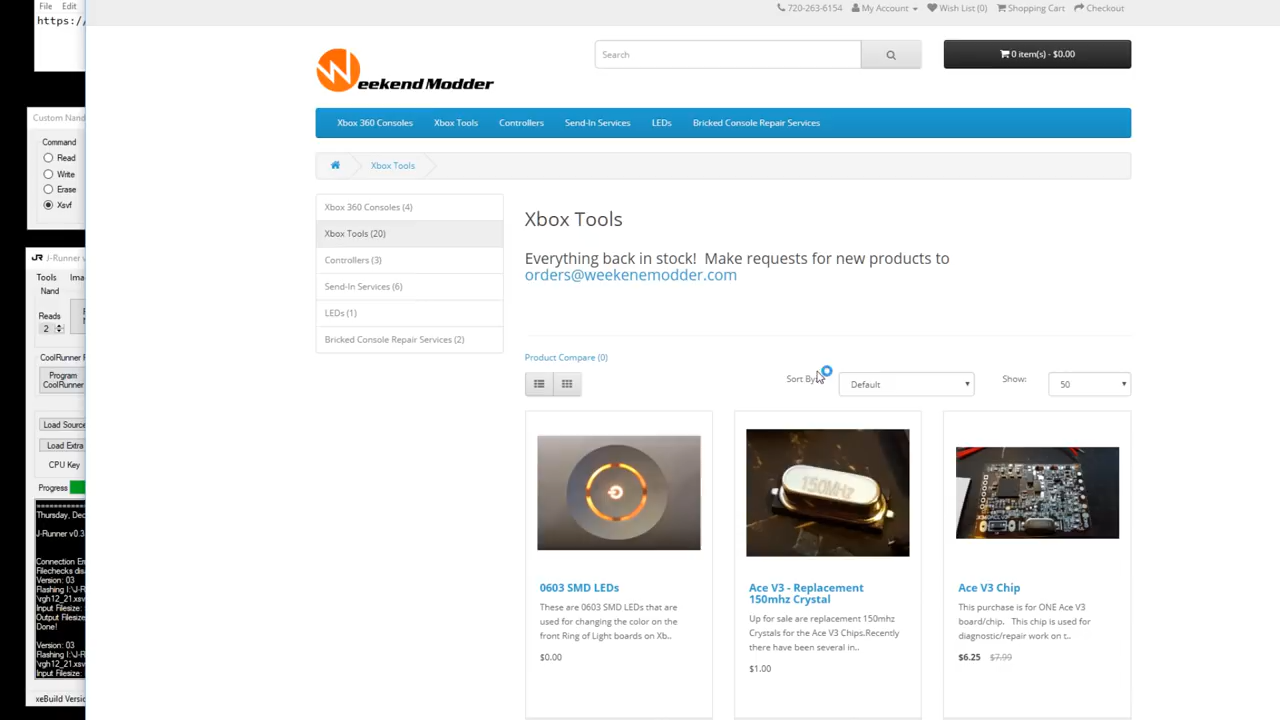 File Edit
https:/
Custom Nand
Command
Read
Write
Erase
Xsvf
J-Runner
Tools Ima
Nand
Reads
2
CoolRunner
Program
CoolRunner
Load Source
Load Extra
CPU Key
Progress
Thursday, Dec
J-Runner v0.3
Version: 03
Flashing I:\J-R
\rgh12_21.xsv
Input Filesize:
Output Filesize
Done!
Version: 03
Flashing I:\J-R
\rgh12_21.xsv
Input Filesize:
xeBuild Versio
720-263-6154 My Account Wish List (0) Shopping Cart Checkout
Weekend Modder
Search
0 item(s) - $0.00
Xbox 360 Consoles Xbox Tools Controllers Send-In Services LEDs Bricked Console Repair Services
Xbox Tools
Xbox 360 Consoles (4)
Xbox Tools (20)
Controllers (3)
Send-In Services (6)
LEDs (1)
Bricked Console Repair Services (2)
Xbox Tools
Everything back in stock! Make requests for new products to
orders@weekenemodder.com
Product Compare (0)
Sort By: Default Show: 50
150MHz
0603 SMD LEDs
These are 0603 SMD LEDs that are
used for changing the color on the
front Ring of Light boards on Xb..
$0.00
Ace V3 - Replacement
150mhz Crystal
Up for sale are replacement 150mhz
Crystals for the Ace V3 Chips.Recently
there have been several in..
$1.00
Ace V3 Chip
This purchase is for ONE Ace V3
board/chip. This chip is used for
diagnostic/repair work on t..
$6.25 $7.99